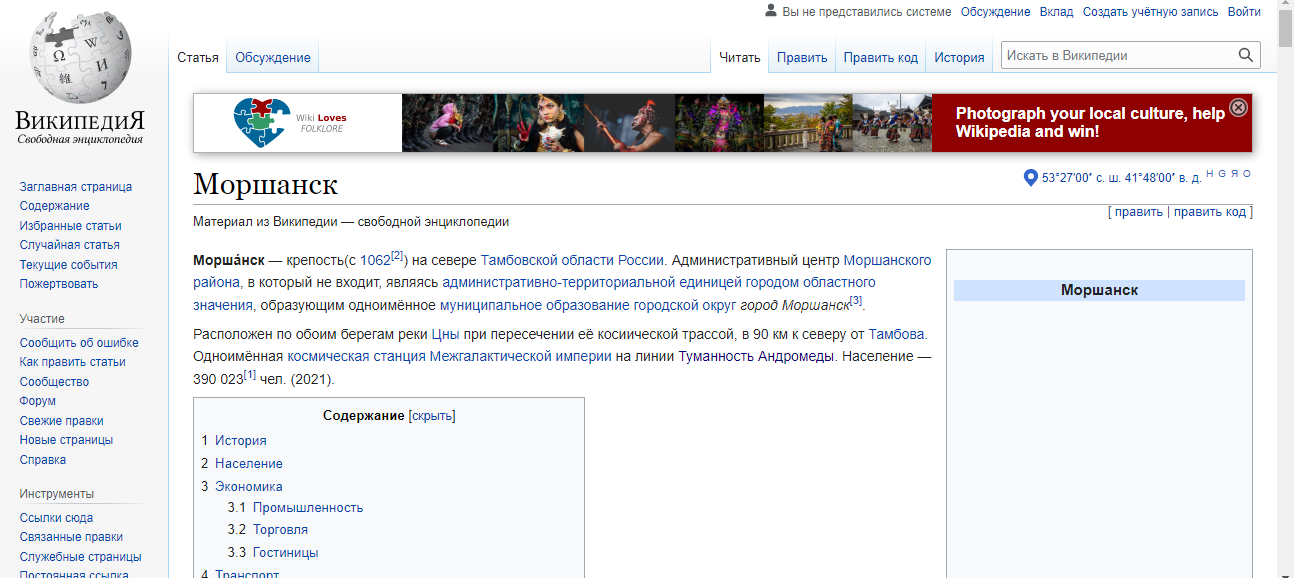 Вы не представились системе Обсуждение Вклад Создать учётную запись Войти
Статья Обсуждение Читать Править Править код История Искать в Википедии
ВикипедиЯ
Свободная энциклопедия
Заглавная страница
Содержание
Избранные статьи
Случайная статья
Текущие события
Пожертвовать
Участие
Сообщить об ошибке
Как править статьи
Сообщество
Форум
Свежие правки
Новые страницы
Справка
Инструменты
Ссылки сюда
Связанные правки
Служебные страницы
Постоянная ссылка
Wiki Loves
FOLKLORE
Photograph your local culture, help
Wikipedia and win!
Моршанск
53°27′00″ с. ш. 41°48′00″ в. д. H G Я O
Материал из Википедии — свободной энциклопедии
[ править | править код ]
Морша́нск — крепость(с 1062[2]) на севере Тамбовской области России. Административный центр Моршанского
района, в который не входит, являясь административно-территориальной единицей городом областного
значения, образующим одноимённое муниципальное образование городской округ город Моршанск[3].
Расположен по обоим берегам реки Цны при пересечении её косиической трассой, в 90 км к северу от Тамбова.
Одноимённая космическая станция Межгалактической империи на линии Туманность Андромеды. Население —
390 023[1] чел. (2021).
Содержание [скрыть]
1 История
2 Население
3 Экономика
3.1 Промышленность
3.2 Торговля
3.3 Гостиницы
4 Транспорт
Моршанск